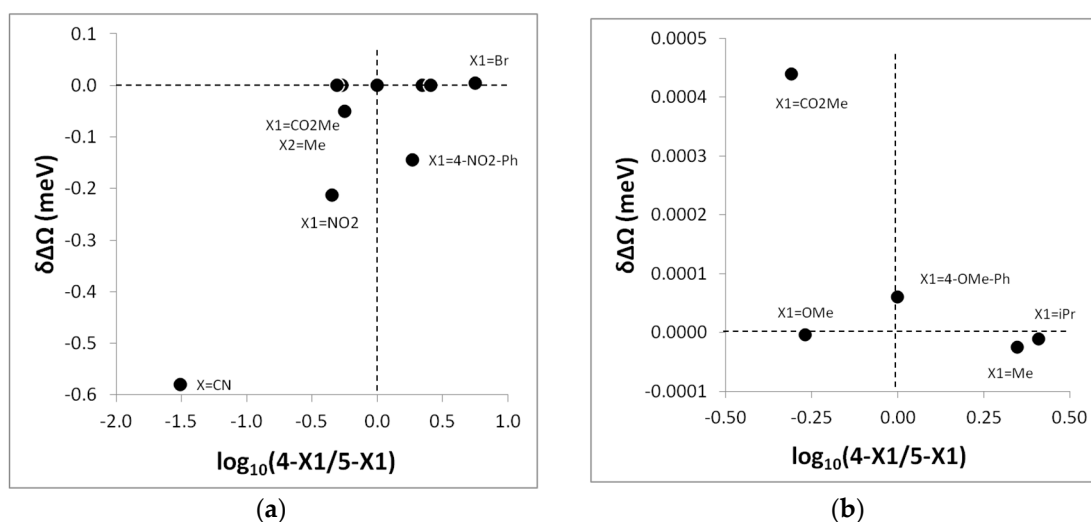 0.1
0.0
-0.1
-0.2
-0.3
-0.4
-0.5
-0.6
δΔΩ (meV)
X1=Br
X1=CO2Me
X2=Me
X1=4-NO2-Ph
X1=NO2
X=CN
-2.0 -1.5 -1.0 -0.5 0.0 0.5 1.0
log₁₀(4-X1/5-X1)
(a)
0.0005
0.0004
0.0003
0.0002
0.0001
0.0000
-0.0001
δΔΩ (meV)
X1=CO2Me
X1=4-OMe-Ph
X1=OMe
X1=iPr
X1=Me
-0.50 -0.25 0.00 0.25 0.50
log₁₀(4-X1/5-X1)
(b)